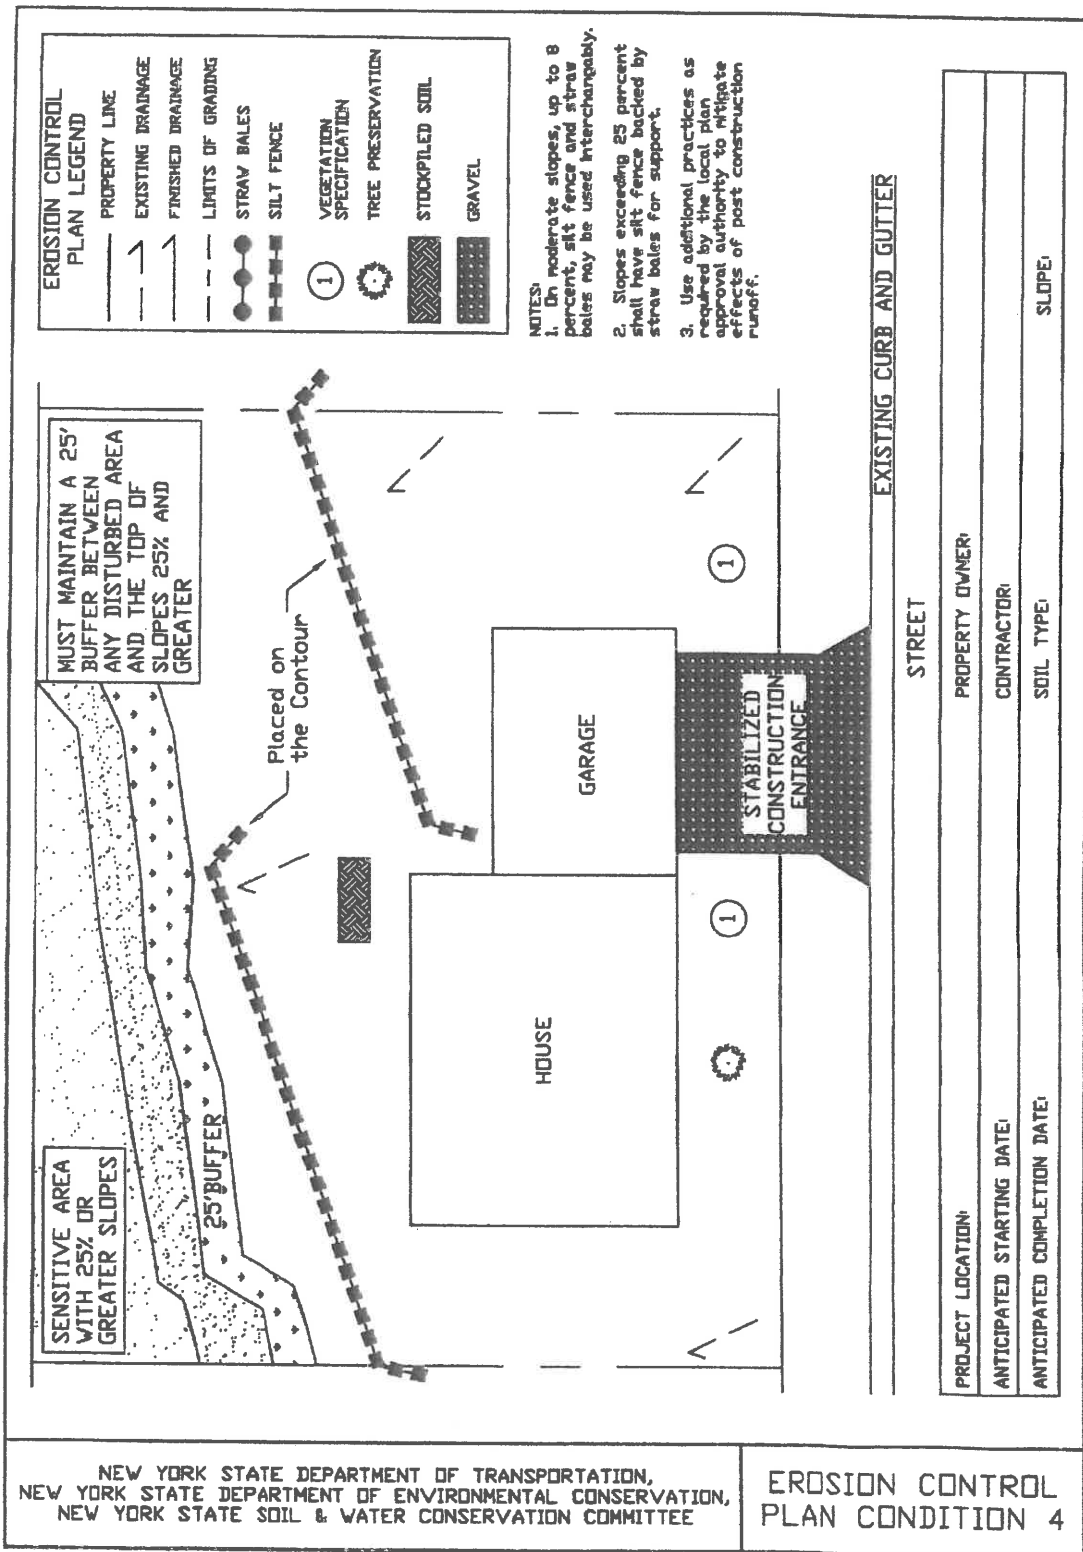 EROSION CONTROL
PLAN LEGEND
PROPERTY LINE
EXISTING DRAINAGE
FINISHED DRAINAGE
LIMITS OF GRADING
STRAW BALES
SILT FENCE
1
VEGETATION
SPECIFICATION
TREE PRESERVATION
STOCKPILED SOIL
GRAVEL
NOTES:
1. On moderate slopes, up to 8
percent, silt fence and straw
bales may be used interchangably.
2. Slopes exceeding 25 percent
shall have silt fence backed by
straw bales for support.
3. Use additional practices as
required by the local plan
approval authority to mitigate
effects of post construction
runoff.
SENSITIVE AREA
WITH 25% OR
GREATER SLOPES
MUST MAINTAIN A 25'
BUFFER BETWEEN
ANY DISTURBED AREA
AND THE TOP OF
SLOPES 25% AND
GREATER
25'BUFFER
Placed on
the Contour
HOUSE
GARAGE
1
1
STABILIZED
CONSTRUCTION
ENTRANCE
EXISTING CURB AND GUTTER
STREET
PROJECT LOCATION:
PROPERTY OWNER:
ANTICIPATED STARTING DATE:
CONTRACTOR:
ANTICIPATED COMPLETION DATE:
SOIL TYPE:
SLOPE:
NEW YORK STATE DEPARTMENT OF TRANSPORTATION,
NEW YORK STATE DEPARTMENT OF ENVIRONMENTAL CONSERVATION,
NEW YORK STATE SOIL & WATER CONSERVATION COMMITTEE
EROSION CONTROL
PLAN CONDITION 4